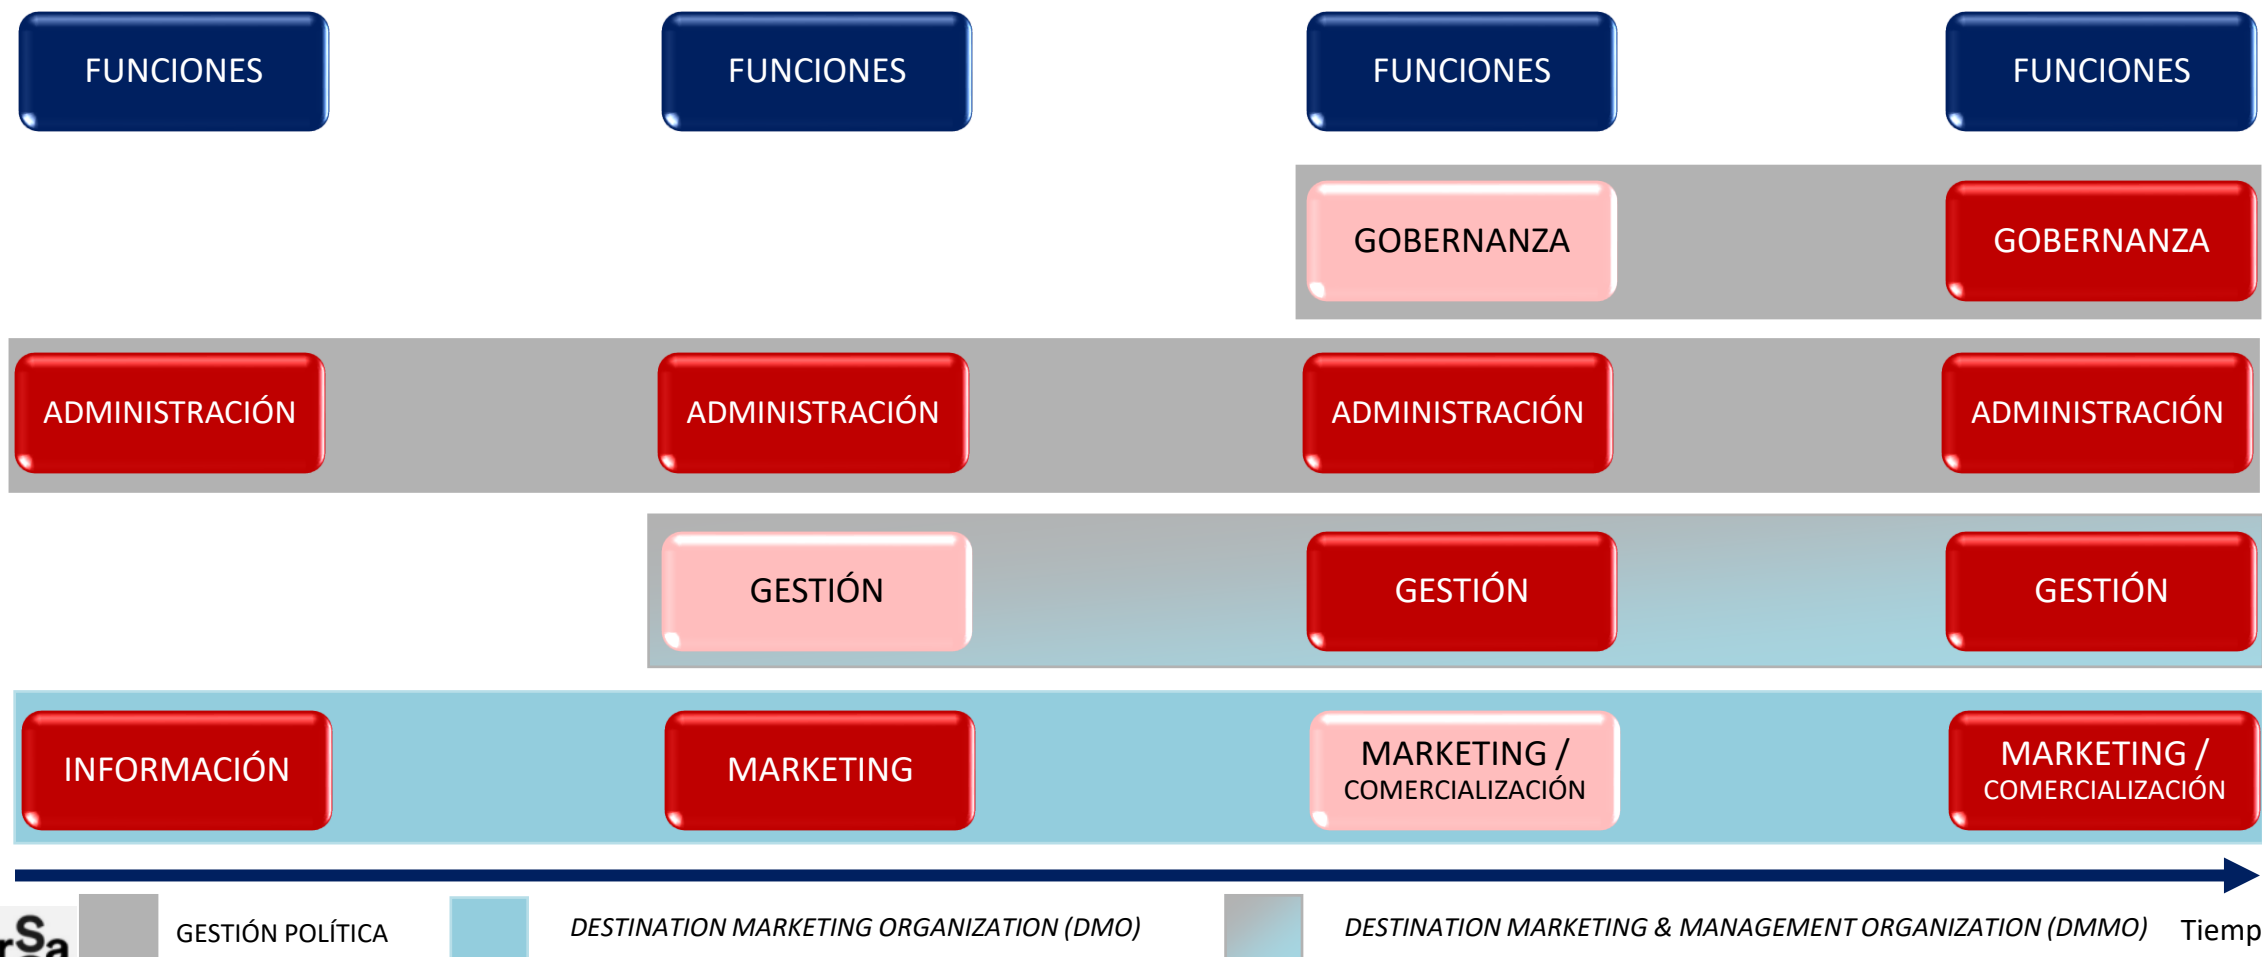 FUNCIONES FUNCIONES FUNCIONES FUNCIONES
GOBERNANZA GOBERNANZA
ADMINISTRACIÓN ADMINISTRACIÓN ADMINISTRACIÓN ADMINISTRACIÓN
GESTIÓN GESTIÓN GESTIÓN
INFORMACIÓN MARKETING MARKETING / MARKETING /
COMERCIALIZACIÓN COMERCIALIZACIÓN
GESTIÓN POLÍTICA DESTINATION MARKETING ORGANIZATION (DMO) DESTINATION MARKETING & MANAGEMENT ORGANIZATION (DMMO) Tiemp